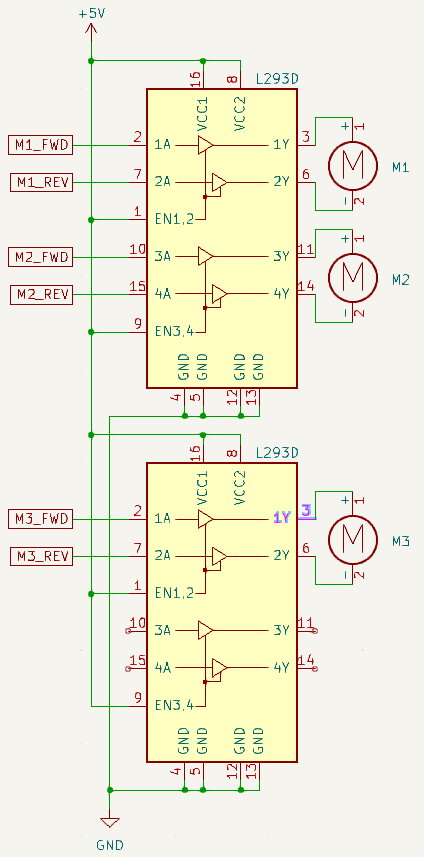 +5V
16
8
L293D
VCC1
VCC2
M1_FWD
2
1A
1Y
3
+
1
M
M1
M1_REV
7
2A
2Y
6
-
2
1
EN1,2
M2_FWD
10
3A
3Y
11
+
1
M
M2
M2_REV
15
4A
4Y
14
-
2
9
EN3,4
GND
GND
GND
GND
4
5
12
13
16
8
L293D
VCC1
VCC2
M3_FWD
2
1A
1Y
3
+
1
M
M3
M3_REV
7
2A
2Y
6
-
2
1
EN1,2
10
3A
3Y
11
15
4A
4Y
14
9
EN3,4
GND
GND
GND
GND
4
5
12
13
GND